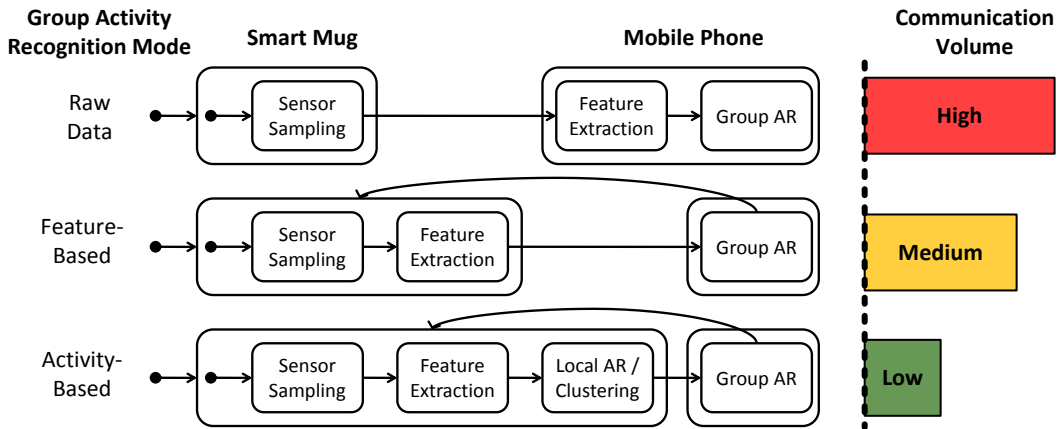 Group Activity
Recognition Mode
Smart Mug
Mobile Phone
Communication
Volume
Raw
Data
Sensor
Sampling
Feature
Extraction
Group AR
High
Feature-
Based
Sensor
Sampling
Feature
Extraction
Group AR
Medium
Activity-
Based
Sensor
Sampling
Feature
Extraction
Local AR /
Clustering
Group AR
Low